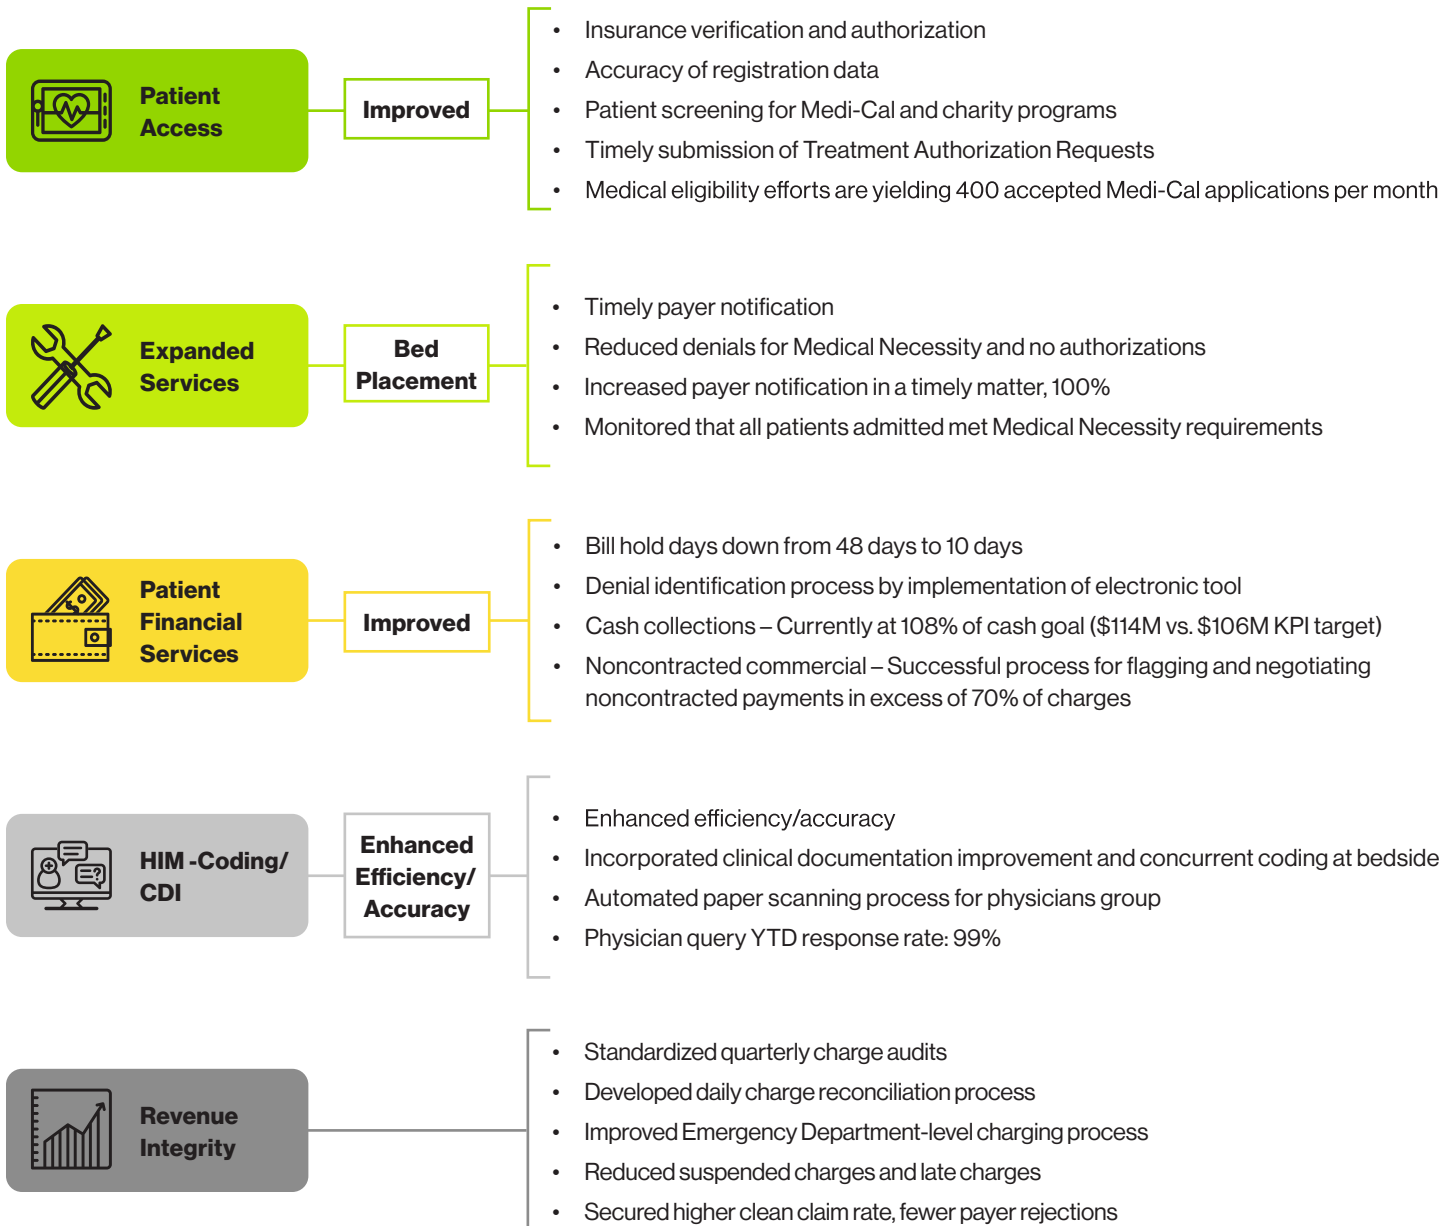 Patient
Access
Improved
• Insurance verification and authorization
• Accuracy of registration data
• Patient screening for Medi-Cal and charity programs
• Timely submission of Treatment Authorization Requests
• Medical eligibility efforts are yielding 400 accepted Medi-Cal applications per month
Expanded
Services
Bed
Placement
• Timely payer notification
• Reduced denials for Medical Necessity and no authorizations
• Increased payer notification in a timely matter, 100%
• Monitored that all patients admitted met Medical Necessity requirements
Patient
Financial
Services
Improved
• Bill hold days down from 48 days to 10 days
• Denial identification process by implementation of electronic tool
• Cash collections – Currently at 108% of cash goal ($114M vs. $106M KPI target)
• Noncontracted commercial – Successful process for flagging and negotiating
noncontracted payments in excess of 70% of charges
HIM -Coding/
CDI
Enhanced
Efficiency/
Accuracy
• Enhanced efficiency/accuracy
• Incorporated clinical documentation improvement and concurrent coding at bedside
• Automated paper scanning process for physicians group
• Physician query YTD response rate: 99%
Revenue
Integrity
• Standardized quarterly charge audits
• Developed daily charge reconciliation process
• Improved Emergency Department-level charging process
• Reduced suspended charges and late charges
• Secured higher clean claim rate, fewer payer rejections